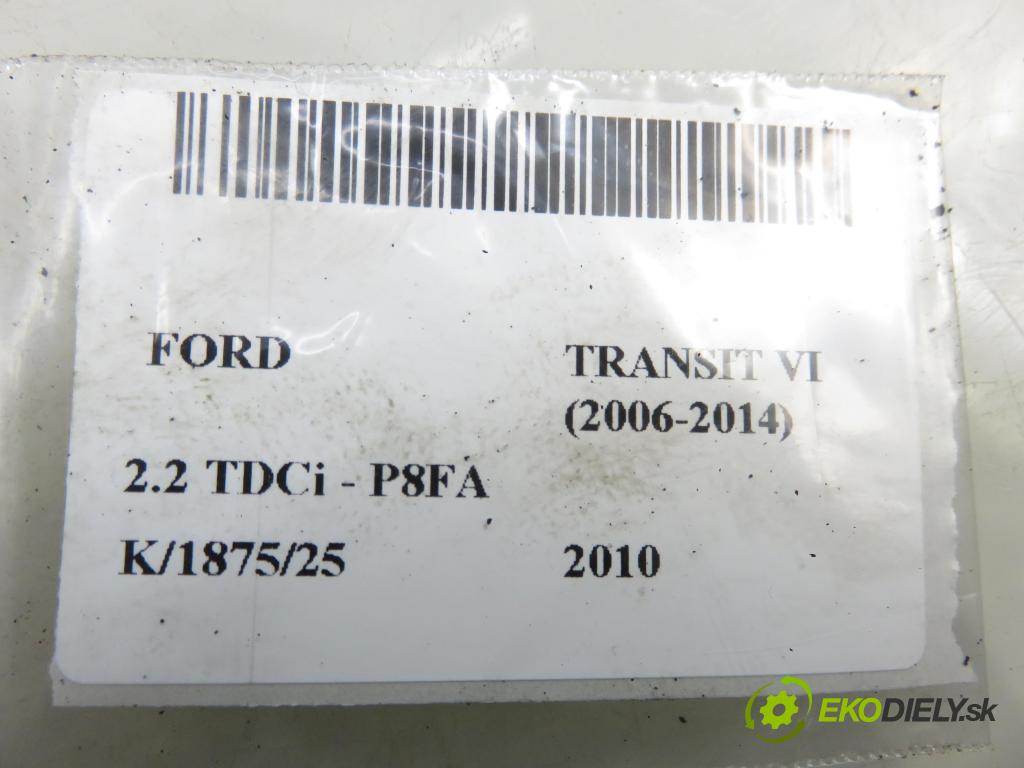 FORD TRANSIT VI
(2006-2014)
2.2 TDCi - P8FA
K/1875/25 2010
EKODIELY.sk